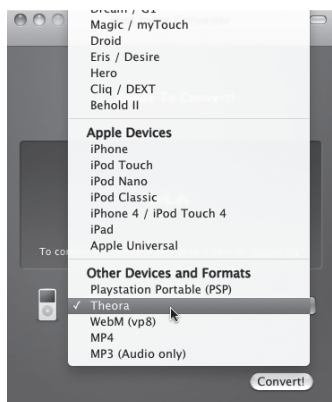 Dream / G1
Magic / myTouch
Droid
Eris / Desire
Hero
Cliq / DEXT
Behold II
Apple Devices
iPhone
iPod Touch
iPod Nano
iPod Classic
iPhone 4 / iPod Touch 4
iPad
Apple Universal
Other Devices and Formats
Playstation Portable (PSP)
✓ Theora
WebM (vp8)
MP4
MP3 (Audio only)
Convert!